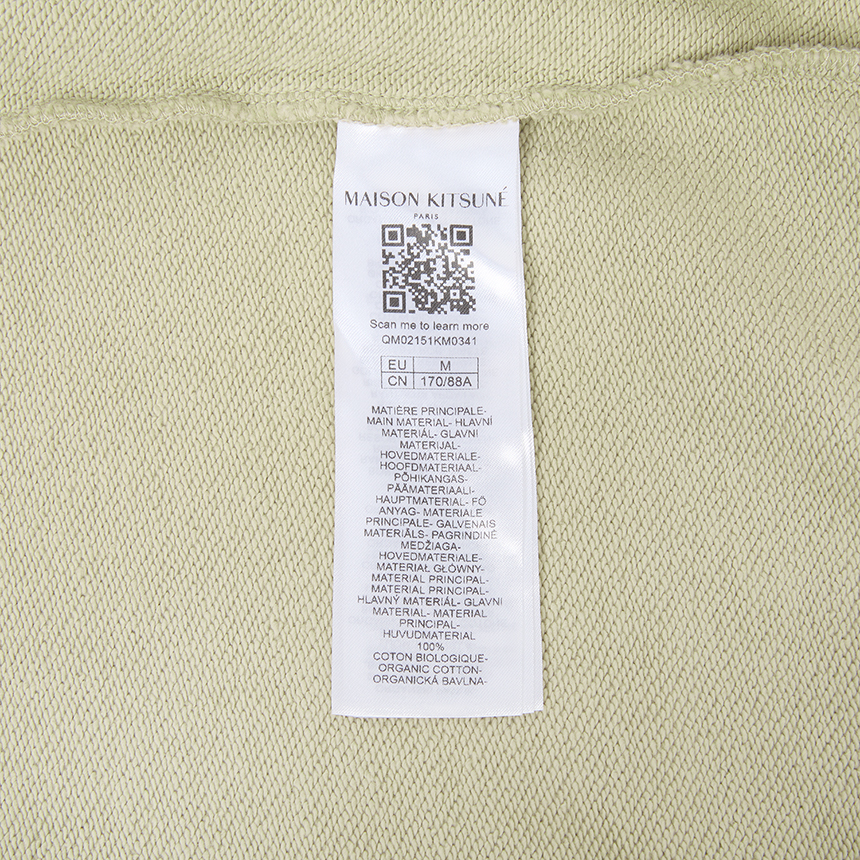 MAISON KITSUNÉ
PARIS
Scan me to learn more
QM02151KM0341
EU M
CN 170/88A
MATIÈRE PRINCIPALE-
MAIN MATERIAL- HLAVNÍ
MATERIÁL- GLAVNI
MATERIJAL-
HOVEDMATERIALE-
HOOFDMATERIAAL-
PÕHIKANGAS-
PÄÄMATERIAALI-
HAUPTMATERIAL- FŐ
ANYAG- MATERIALE
PRINCIPALE- GALVENAIS
MATERIĀLS- PAGRINDINĖ
MEDŽIAGA-
HOVEDMATERIALE-
MATERIAŁ GŁÓWNY-
MATERIAL PRINCIPAL-
MATERIAL PRINCIPAL-
HLAVNÝ MATERIÁL- GLAVNI
MATERIAL- MATERIAL
PRINCIPAL-
HUVUDMATERIAL
100%
COTON BIOLOGIQUE-
ORGANIC COTTON-
ORGANICKÁ BAVLNA-